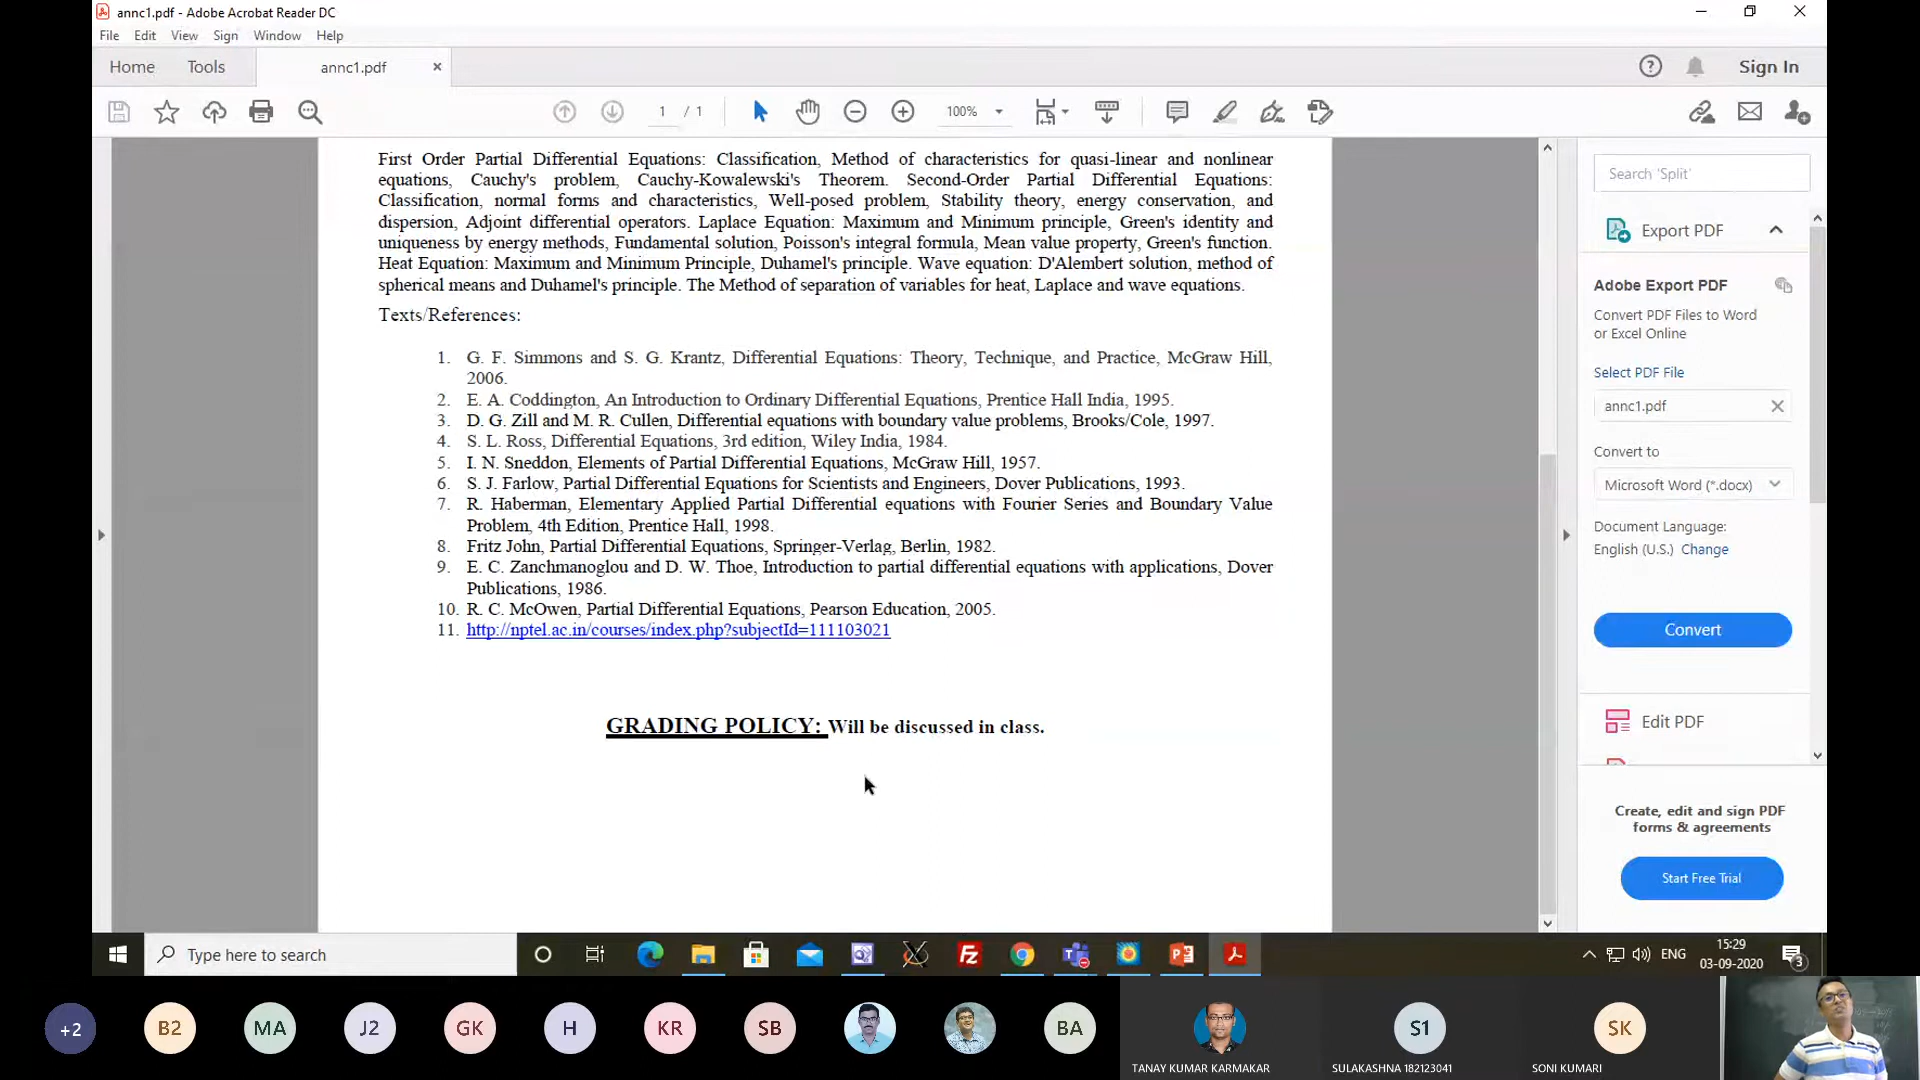 annc1.pdf - Adobe Acrobat Reader DC
File Edit View Sign Window Help
Home Tools annc1.pdf
Sign In
1 / 1
100%
First Order Partial Differential Equations: Classification, Method of characteristics for quasi-linear and nonlinear
equations, Cauchy's problem, Cauchy-Kowalewski's Theorem. Second-Order Partial Differential Equations:
Classification, normal forms and characteristics, Well-posed problem, Stability theory, energy conservation, and
dispersion, Adjoint differential operators. Laplace Equation: Maximum and Minimum principle, Green's identity and
uniqueness by energy methods, Fundamental solution, Poisson's integral formula, Mean value property, Green's function.
Heat Equation: Maximum and Minimum Principle, Duhamel's principle. Wave equation: D'Alembert solution, method of
spherical means and Duhamel's principle. The Method of separation of variables for heat, Laplace and wave equations.
Texts/References:
1. G. F. Simmons and S. G. Krantz, Differential Equations: Theory, Technique, and Practice, McGraw Hill,
2006.
2. E. A. Coddington, An Introduction to Ordinary Differential Equations, Prentice Hall India, 1995.
3. D. G. Zill and M. R. Cullen, Differential equations with boundary value problems, Brooks/Cole, 1997.
4. S. L. Ross, Differential Equations, 3rd edition, Wiley India, 1984.
5. I. N. Sneddon, Elements of Partial Differential Equations, McGraw Hill, 1957.
6. S. J. Farlow, Partial Differential Equations for Scientists and Engineers, Dover Publications, 1993.
7. R. Haberman, Elementary Applied Partial Differential equations with Fourier Series and Boundary Value
Problem, 4th Edition, Prentice Hall, 1998.
8. Fritz John, Partial Differential Equations, Springer-Verlag, Berlin, 1982.
9. E. C. Zanchmanoglou and D. W. Thoe, Introduction to partial differential equations with applications, Dover
Publications, 1986.
10. R. C. McOwen, Partial Differential Equations, Pearson Education, 2005.
11. http://nptel.ac.in/courses/index.php?subjectId=111103021
GRADING POLICY: Will be discussed in class.
Search 'Split'
Export PDF
Adobe Export PDF
Convert PDF Files to Word
or Excel Online
Select PDF File
annc1.pdf
Convert to
Microsoft Word (*.docx)
Document Language:
English (U.S.) Change
Convert
Edit PDF
Create, edit and sign PDF
forms & agreements
Start Free Trial
Type here to search
ENG
15:29
03-09-2020
3
+2 B2 MA J2 GK H KR SB BA S1 SK
TANAY KUMAR KARMAKAR SULAKASHNA 182123041 SONI KUMARI